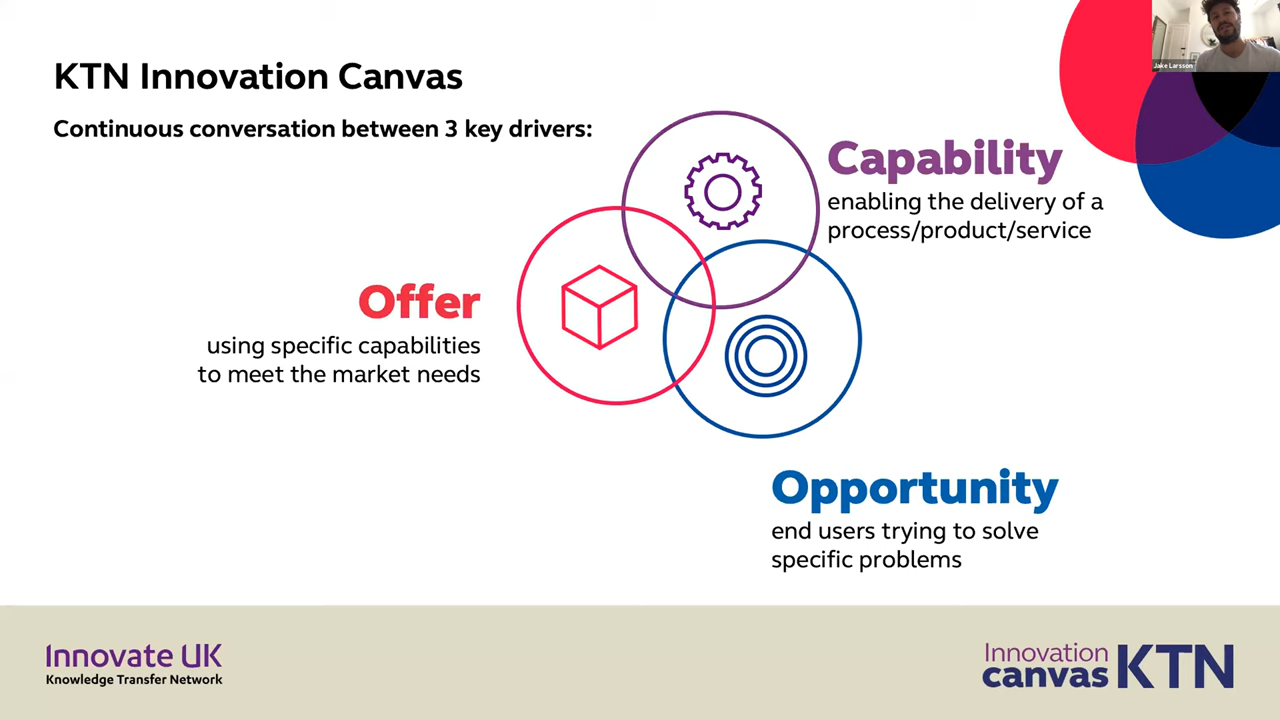 KTN Innovation Canvas
Jake Larsson
Continuous conversation between 3 key drivers:
Capability
enabling the delivery of a
process/product/service
Offer
using specific capabilities
to meet the market needs
Opportunity
end users trying to solve
specific problems
Innovate UK
Knowledge Transfer Network
Innovation
canvas KTN